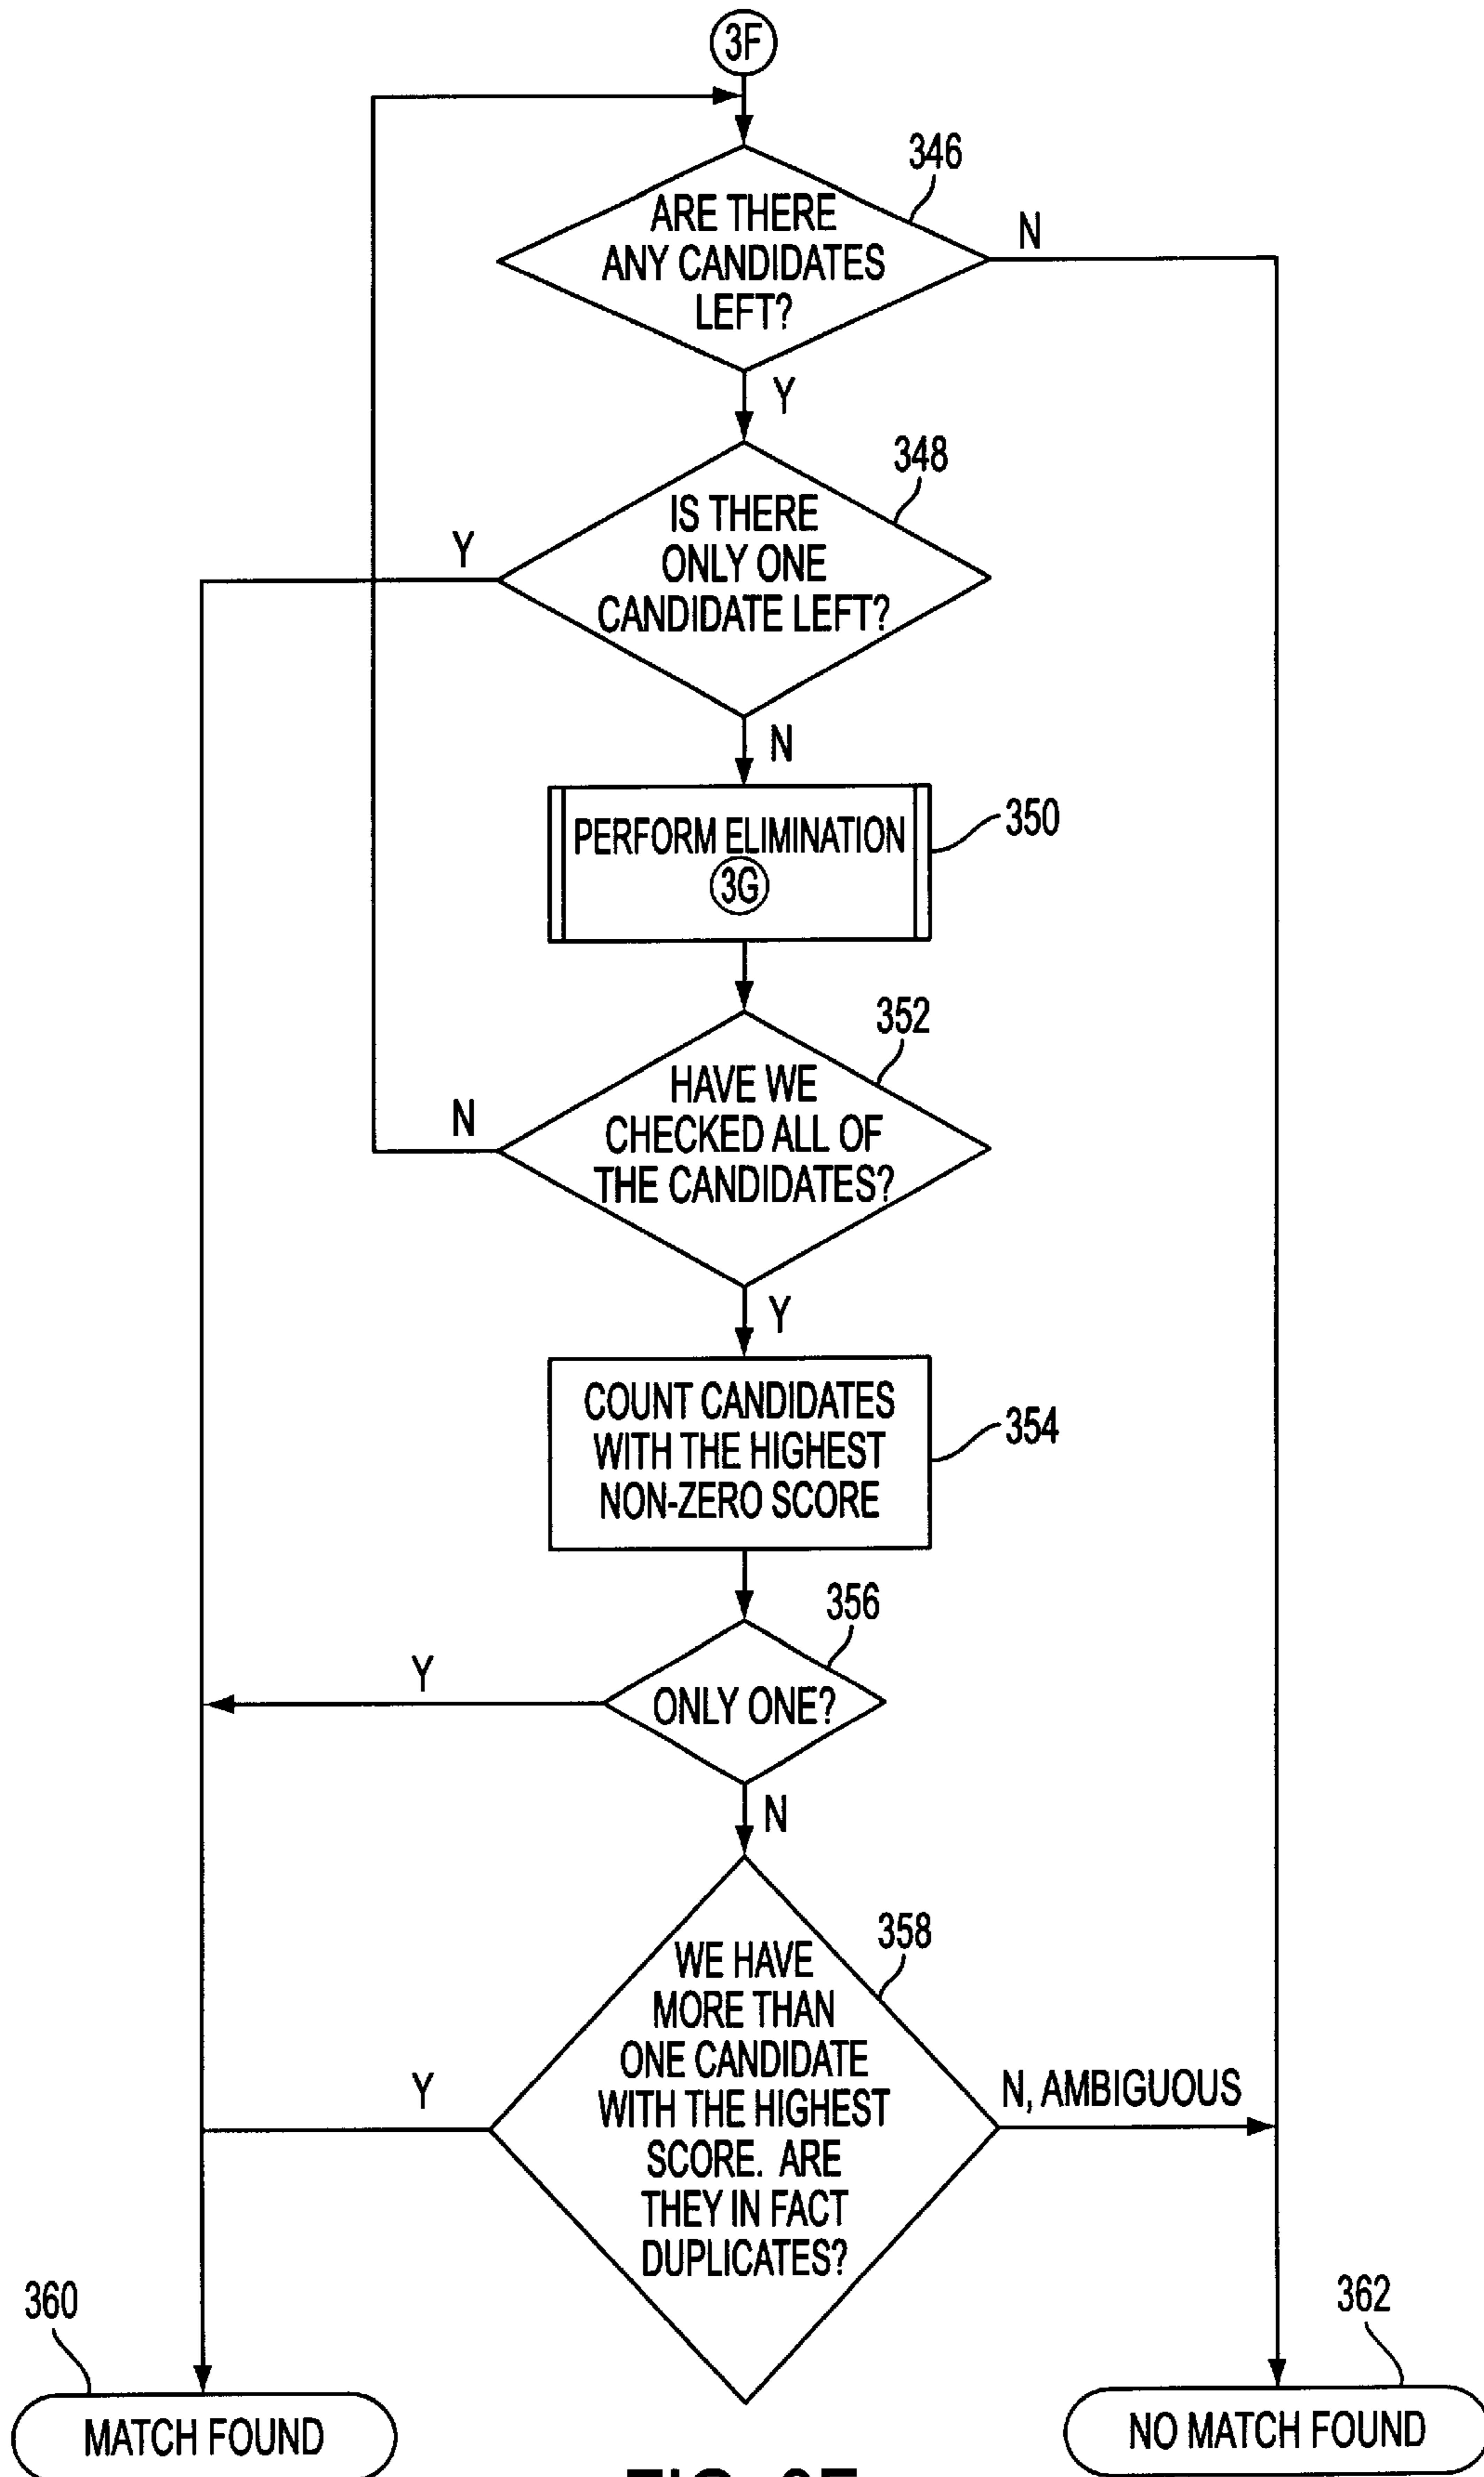 3F
346
ARE THERE
ANY CANDIDATES
LEFT?
N
Y
348
IS THERE
ONLY ONE
CANDIDATE LEFT?
Y
N
PERFORM ELIMINATION
3G
350
352
HAVE WE
CHECKED ALL OF
THE CANDIDATES?
N
Y
COUNT CANDIDATES
WITH THE HIGHEST
NON-ZERO SCORE
354
356
ONLY ONE?
Y
N
358
WE HAVE
MORE THAN
ONE CANDIDATE
WITH THE HIGHEST
SCORE. ARE
THEY IN FACT
DUPLICATES?
Y
N, AMBIGUOUS
360
MATCH FOUND
362
NO MATCH FOUND